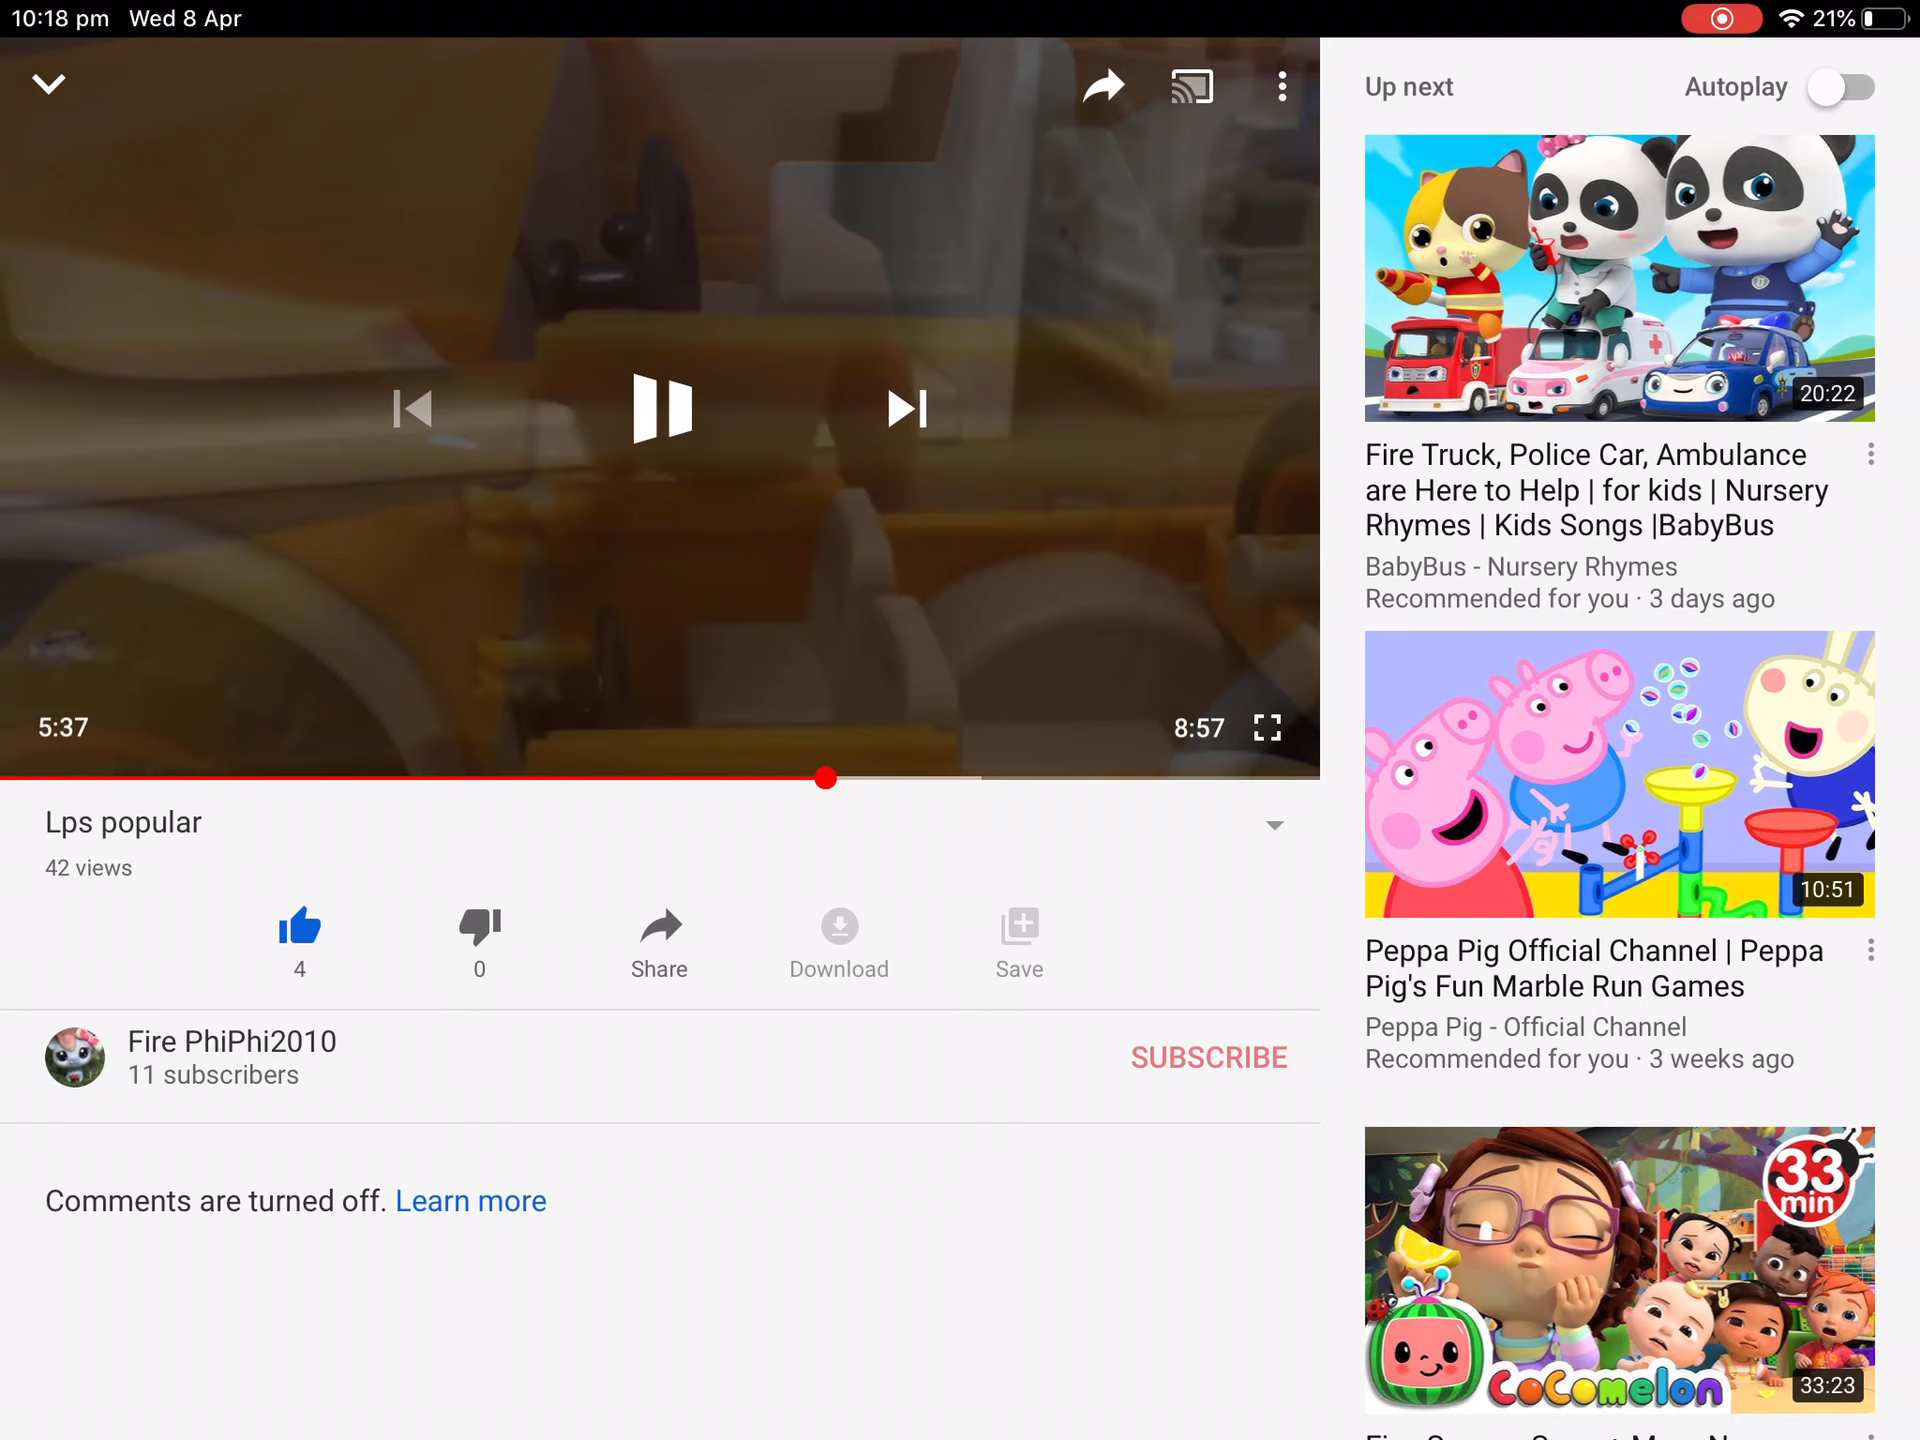 10:18 pm Wed 8 Apr
21%
Up next
Autoplay
5:37
8:57
Lps popular
42 views
4
0
Share
Download
Save
Fire PhiPhi2010
11 subscribers
SUBSCRIBE
Comments are turned off. Learn more
20:22
Fire Truck, Police Car, Ambulance
are Here to Help | for kids | Nursery
Rhymes | Kids Songs |BabyBus
BabyBus - Nursery Rhymes
Recommended for you · 3 days ago
10:51
Peppa Pig Official Channel | Peppa
Pig's Fun Marble Run Games
Peppa Pig - Official Channel
Recommended for you · 3 weeks ago
33
min
CoComelon
33:23